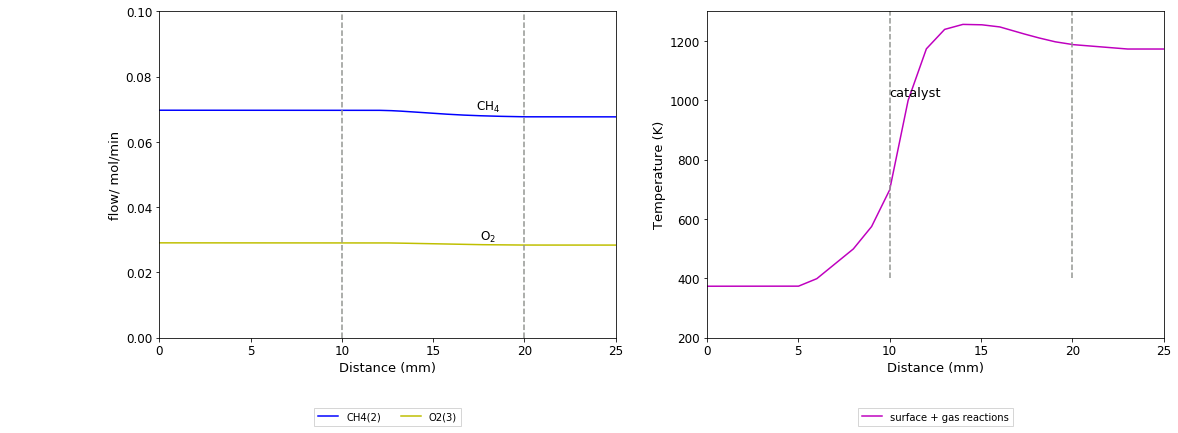 0.10
0.08
0.06
0.04
0.02
0.00
flow/ mol/min
CH₄
O₂
0 5 10 15 20 25
Distance (mm)
CH4(2) O2(3)
1200
1000
800
600
400
200
Temperature (K)
catalyst
0 5 10 15 20 25
Distance (mm)
surface + gas reactions